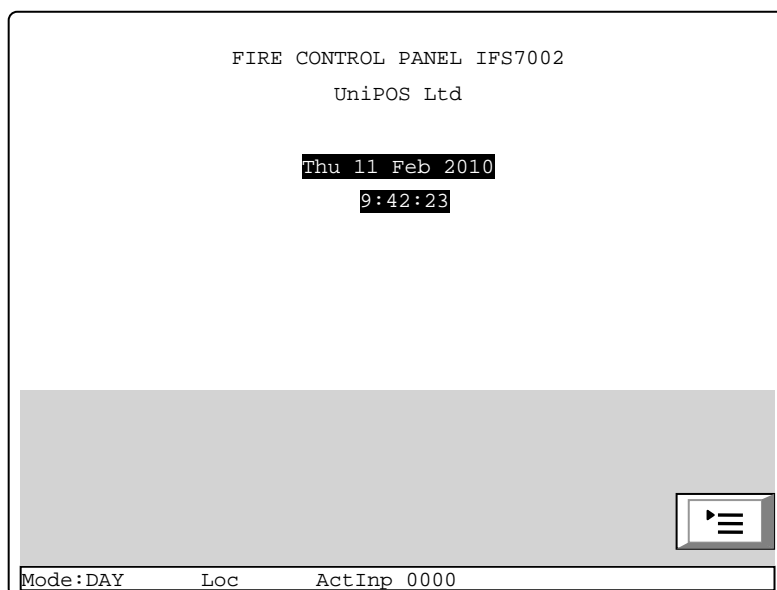 FIRE CONTROL PANEL IFS7002
UniPOS Ltd
Thu 11 Feb 2010
9:42:23
Mode:DAY Loc ActInp 0000